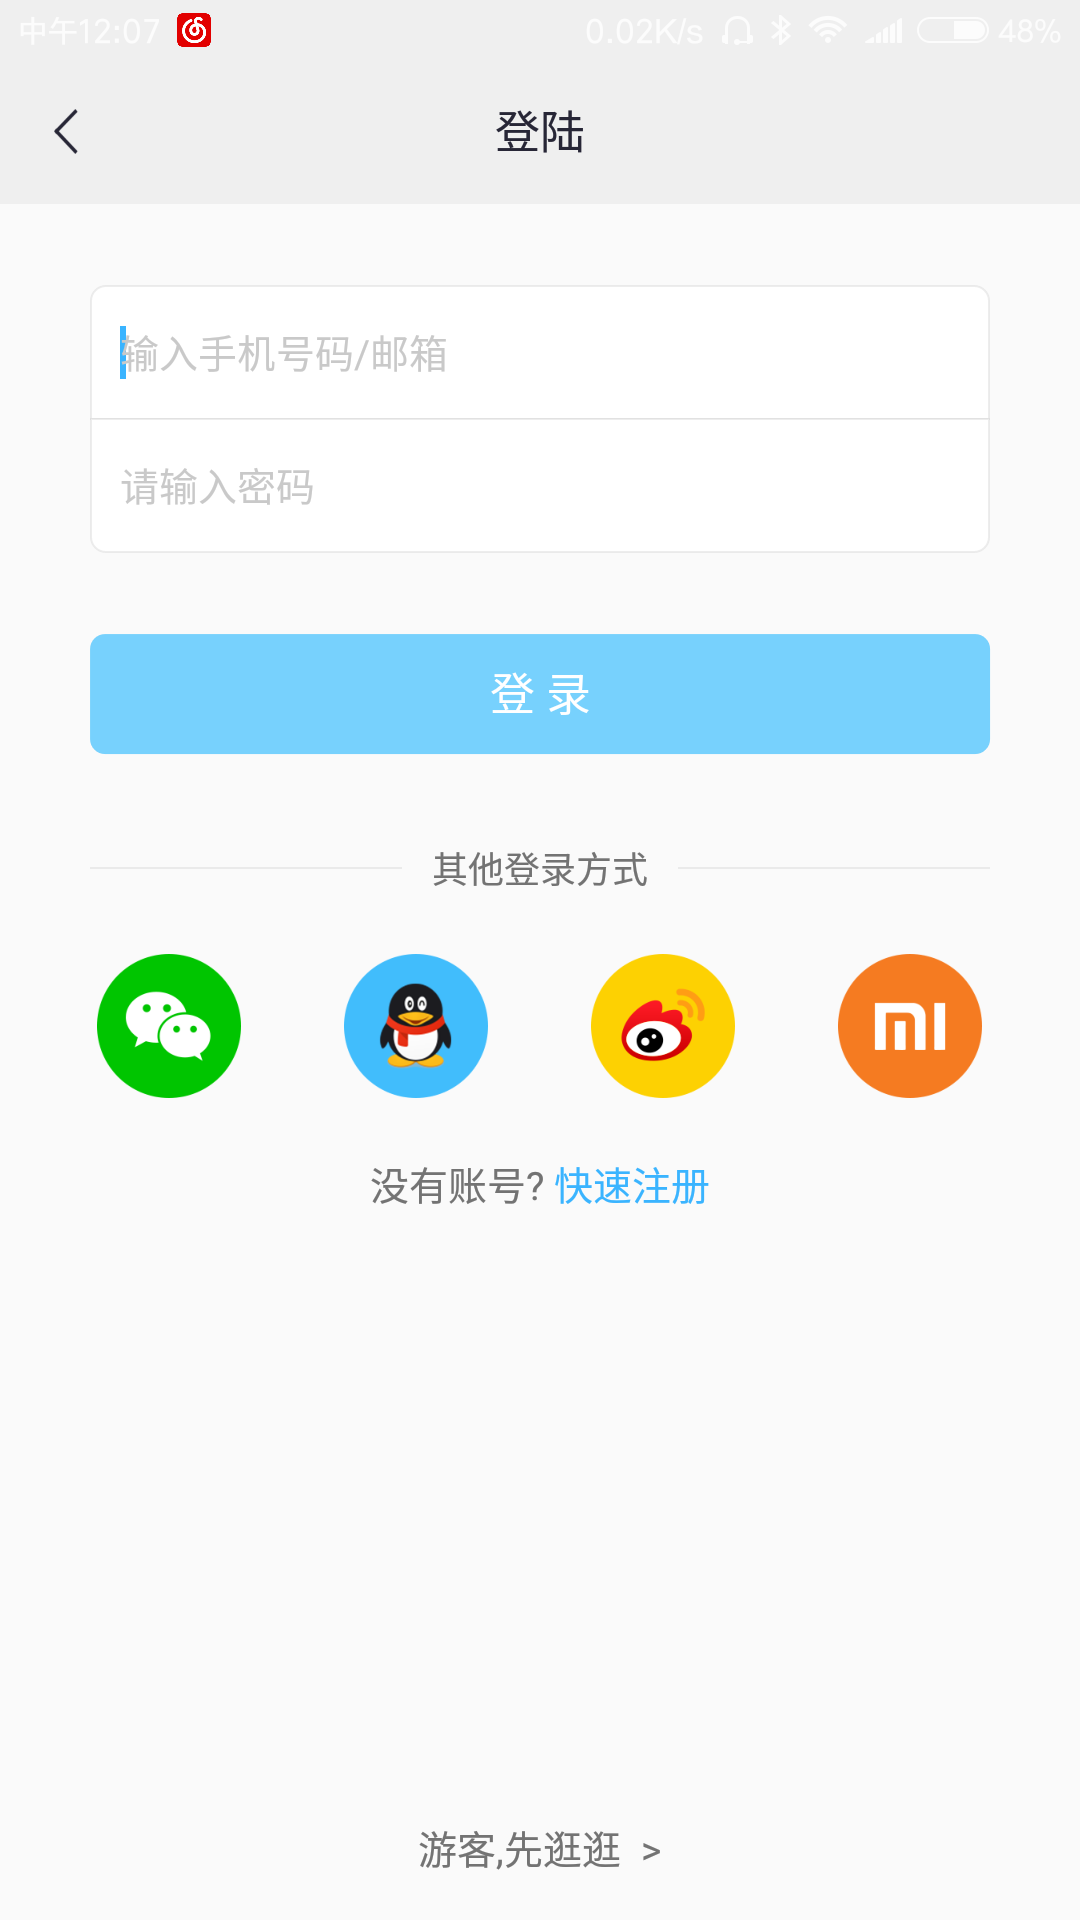 中午12:07 0.02K/s 48%
登陆
输入手机号码/邮箱
请输入密码
登 录
其他登录方式
没有账号? 快速注册
游客,先逛逛 >